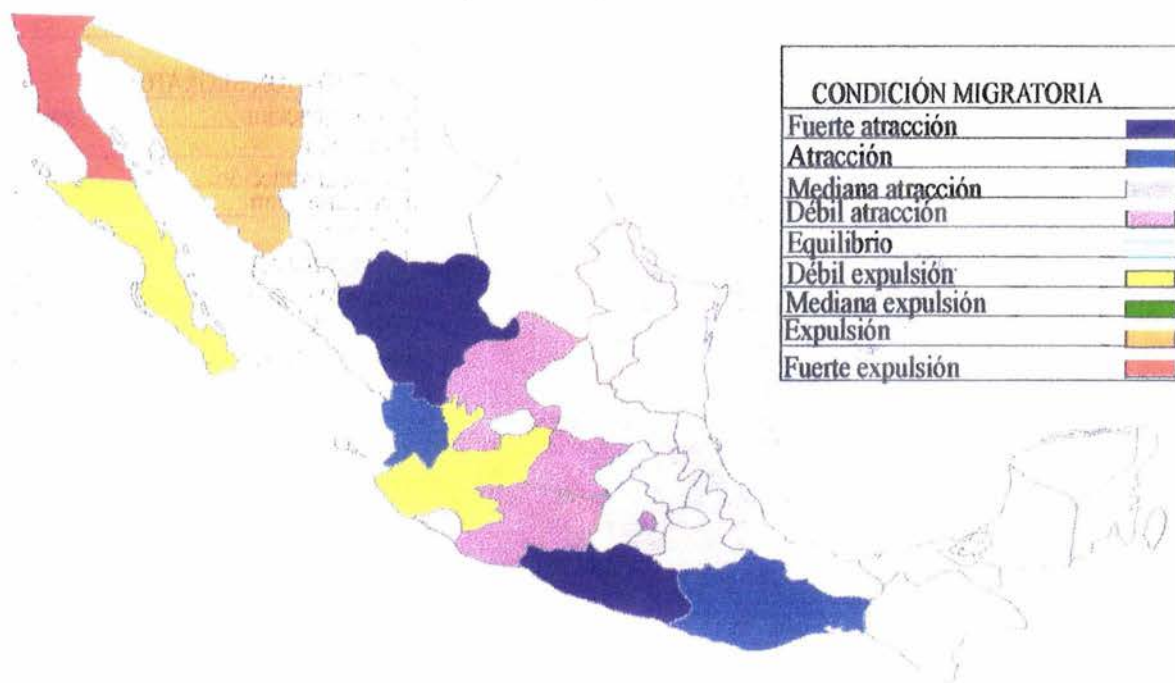 CONDICIÓN MIGRATORIA
Fuerte atracción
Atracción
Mediana atracción
Débil atracción
Equilibrio
Débil expulsión
Mediana expulsión
Expulsión
Fuerte expulsión